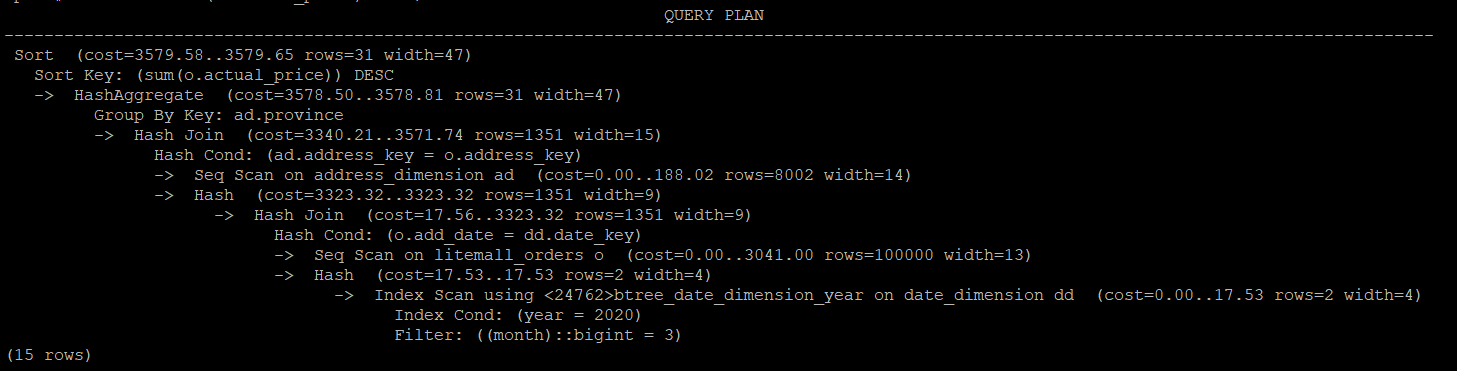 QUERY PLAN
-----------------------------------------------------------------------------------------------------------------------------------------------
Sort  (cost=3579.58..3579.65 rows=31 width=47)
  Sort Key: (sum(o.actual_price)) DESC
  ->  HashAggregate  (cost=3578.50..3578.81 rows=31 width=47)
        Group By Key: ad.province
        ->  Hash Join  (cost=3340.21..3571.74 rows=1351 width=15)
              Hash Cond: (ad.address_key = o.address_key)
              ->  Seq Scan on address_dimension ad  (cost=0.00..188.02 rows=8002 width=14)
              ->  Hash  (cost=3323.32..3323.32 rows=1351 width=9)
                    ->  Hash Join  (cost=17.56..3323.32 rows=1351 width=9)
                          Hash Cond: (o.add_date = dd.date_key)
                          ->  Seq Scan on litemall_orders o  (cost=0.00..3041.00 rows=100000 width=13)
                          ->  Hash  (cost=17.53..17.53 rows=2 width=4)
                                ->  Index Scan using <24762>btree_date_dimension_year on date_dimension dd  (cost=0.00..17.53 rows=2 width=4)
                                      Index Cond: (year = 2020)
                                      Filter: ((month)::bigint = 3)
(15 rows)